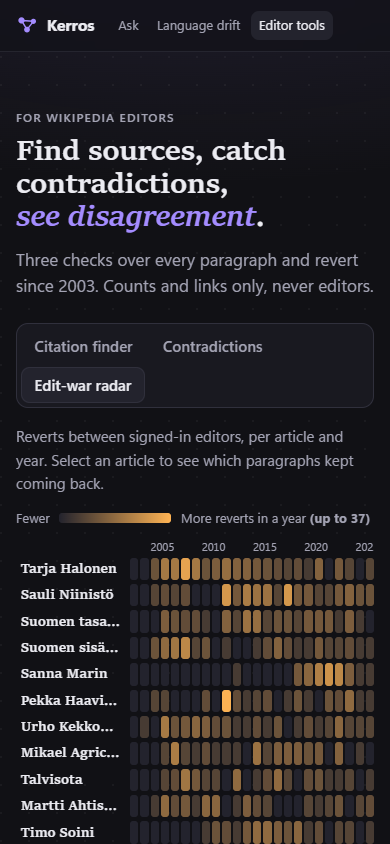 Kerros Ask Language drift Editor tools
FOR WIKIPEDIA EDITORS
Find sources, catch
contradictions,
see disagreement.
Three checks over every paragraph and revert
since 2003. Counts and links only, never editors.
Citation finder Contradictions
Edit-war radar
Reverts between signed-in editors, per article and
year. Select an article to see which paragraphs kept
coming back.
Fewer More reverts in a year (up to 37)
2005 2010 2015 2020 202
Tarja Halonen
Sauli Niinistö
Suomen tasa...
Suomen sisä...
Sanna Marin
Pekka Haavi...
Urho Kekko...
Mikael Agric...
Talvisota
Martti Ahtis...
Timo Soini